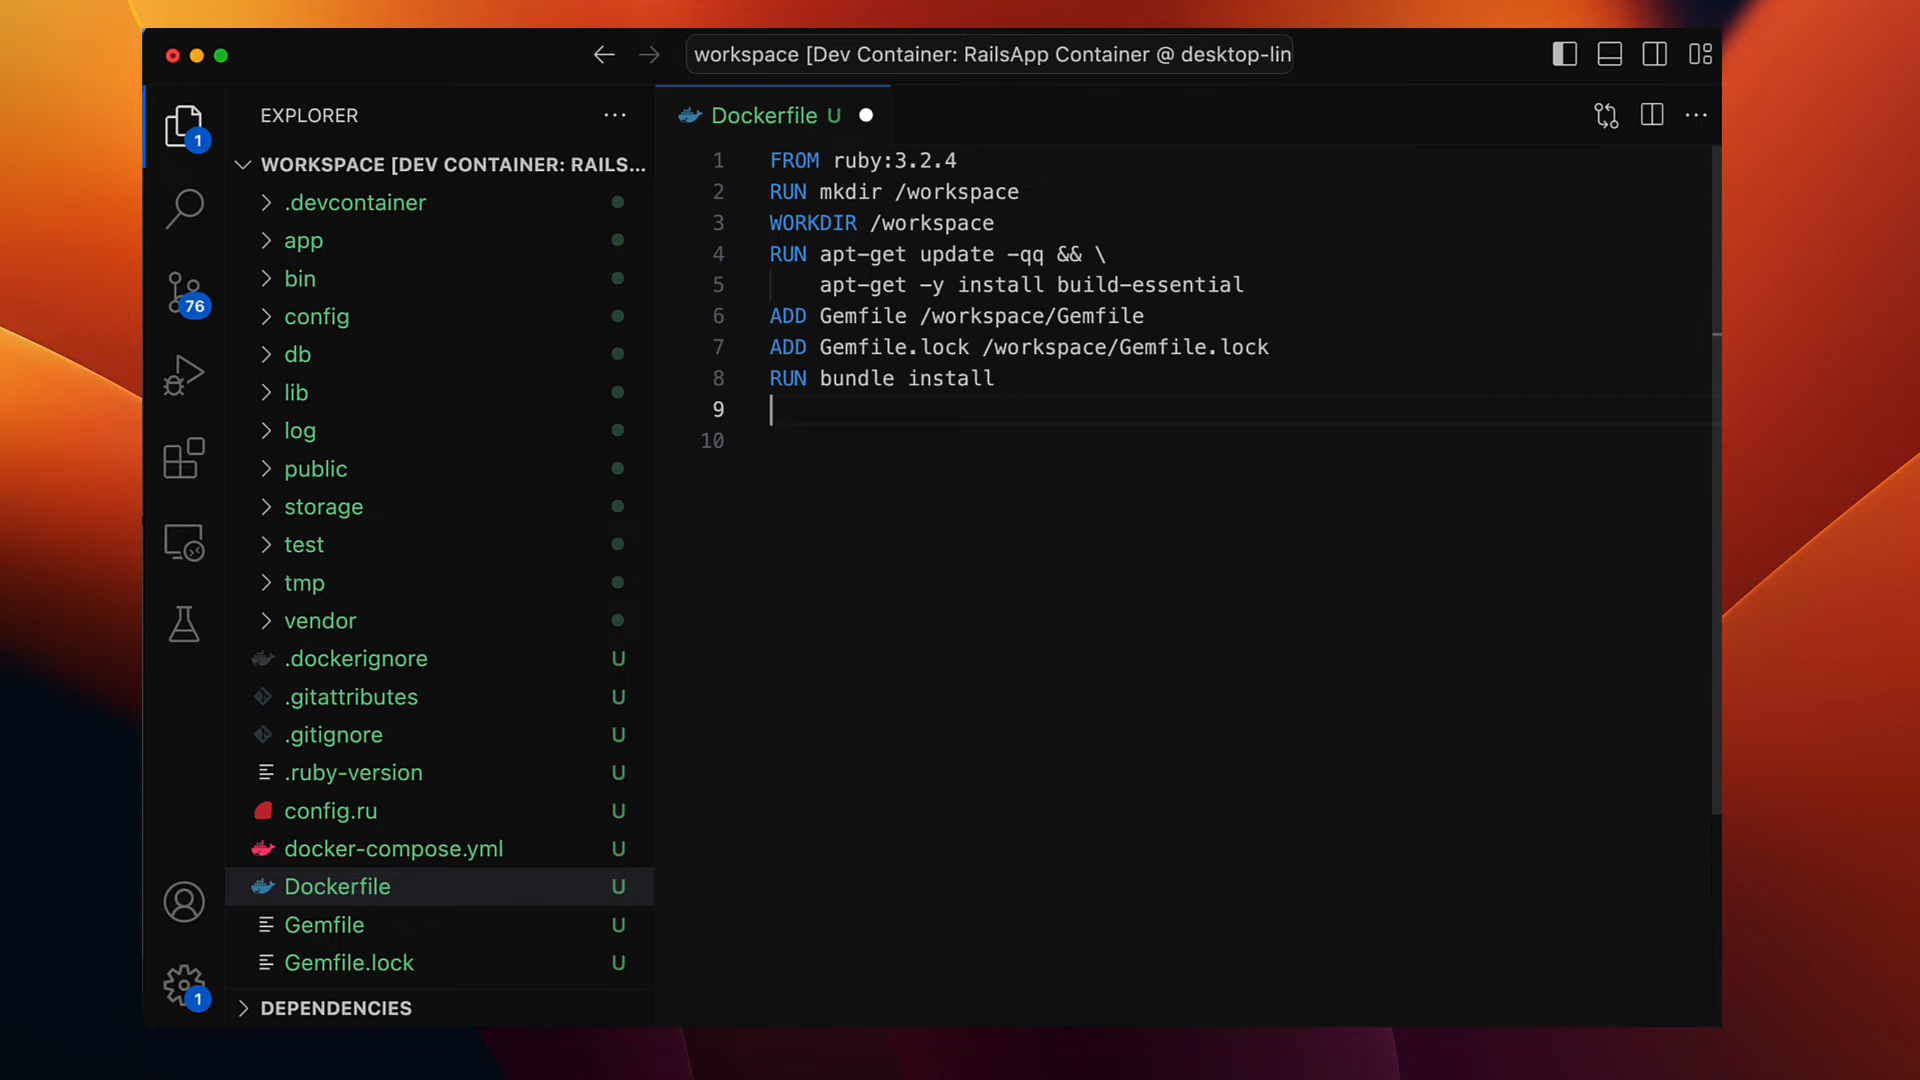 workspace [Dev Container: RailsApp Container @ desktop-lin
EXPLORER
WORKSPACE [DEV CONTAINER: RAILS...
.devcontainer
app
bin
config
db
lib
log
public
storage
test
tmp
vendor
.dockerignore U
.gitattributes U
.gitignore U
.ruby-version U
config.ru U
docker-compose.yml U
Dockerfile U
Gemfile U
Gemfile.lock U
DEPENDENCIES
1
76
1
Dockerfile U
1 FROM ruby:3.2.4
2 RUN mkdir /workspace
3 WORKDIR /workspace
4 RUN apt-get update -qq && \
5 apt-get -y install build-essential
6 ADD Gemfile /workspace/Gemfile
7 ADD Gemfile.lock /workspace/Gemfile.lock
8 RUN bundle install
9
10